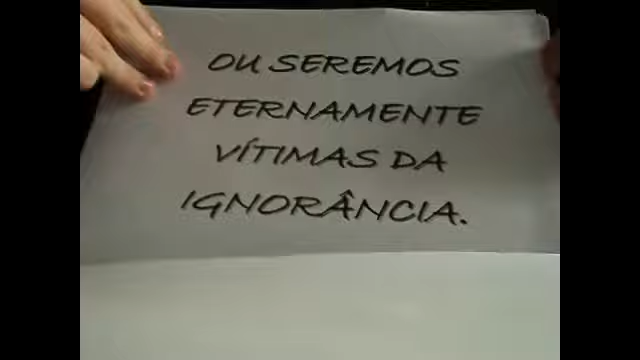 OU SEREMOS
ETERNAMENTE
VÍTIMAS DA
IGNORÂNCIA.